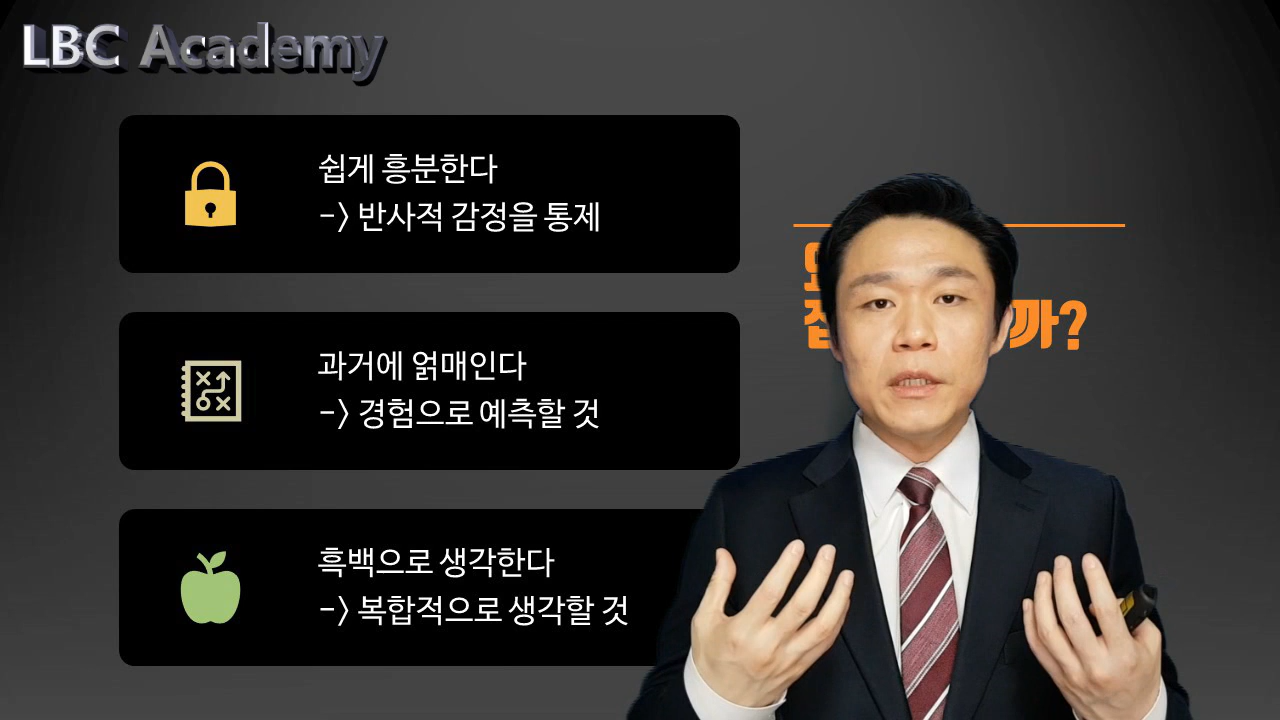 LBC Academy
쉽게 흥분한다
-> 반사적 감정을 통제
과거에 얽매인다
-> 경험으로 예측할 것
흑백으로 생각한다
-> 복합적으로 생각할 것
까?